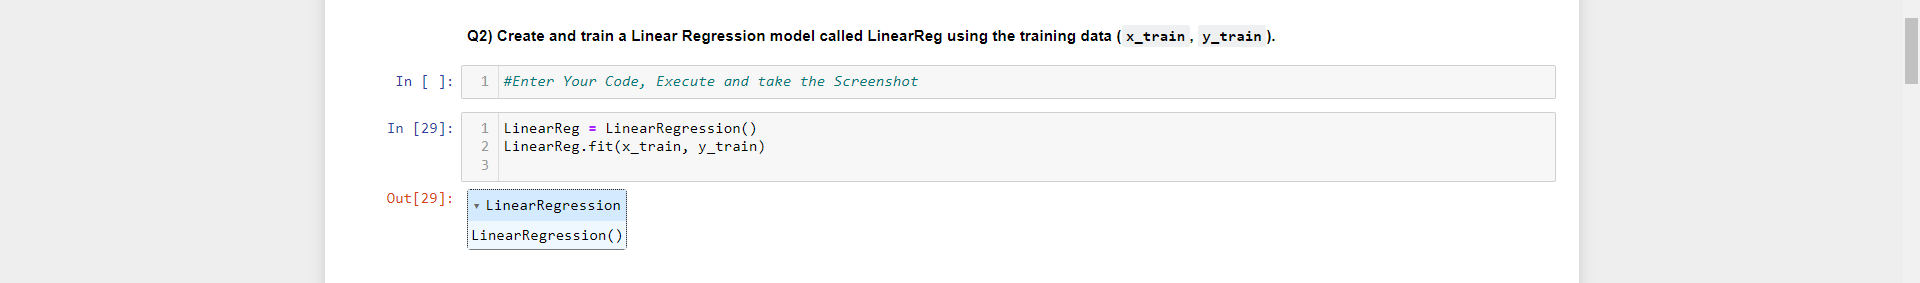 Q2) Create and train a Linear Regression model called LinearReg using the training data ( x_train , y_train ).
In [ ]: 1 #Enter Your Code, Execute and take the Screenshot
In [29]: 1 LinearReg = LinearRegression()
2 LinearReg.fit(x_train, y_train)
3
Out[29]: ▾ LinearRegression
LinearRegression()